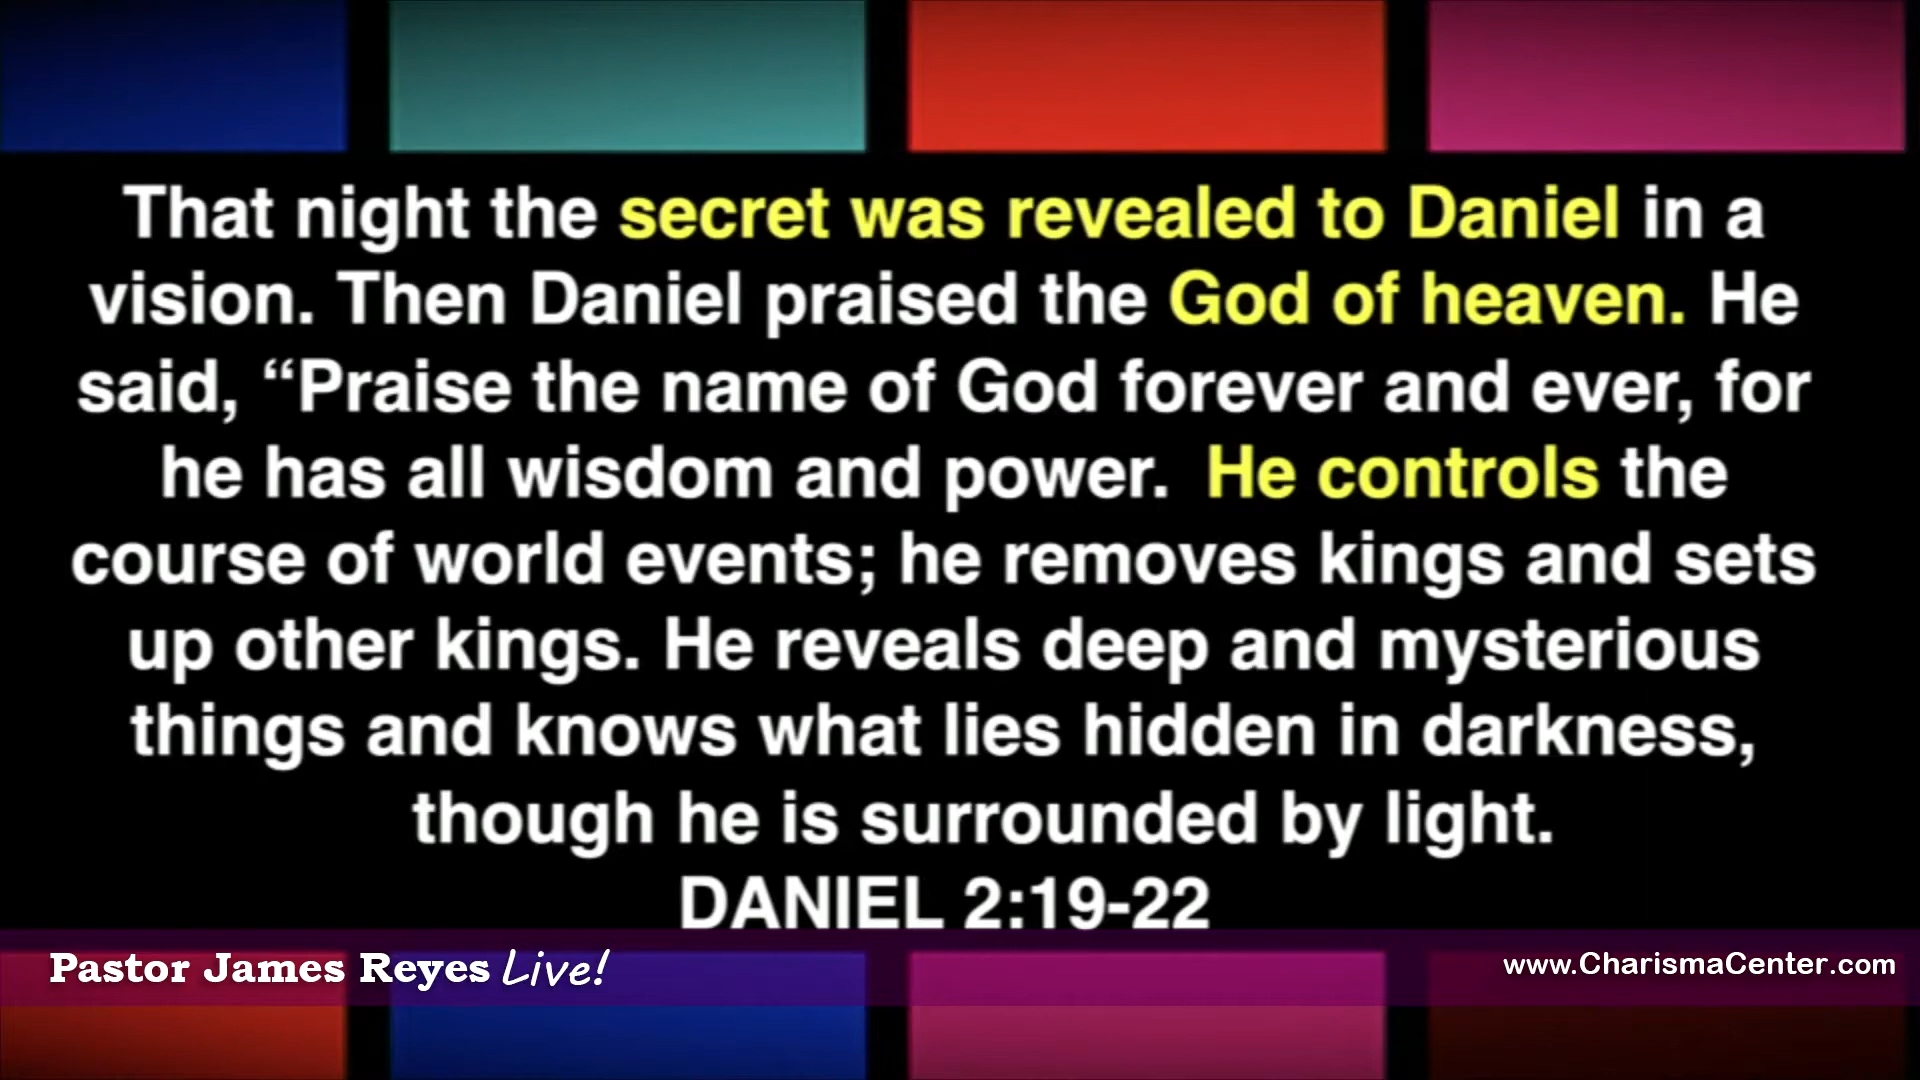 That night the secret was revealed to Daniel in a
vision. Then Daniel praised the God of heaven. He
said, “Praise the name of God forever and ever, for
he has all wisdom and power. He controls the
course of world events; he removes kings and sets
up other kings. He reveals deep and mysterious
things and knows what lies hidden in darkness,
though he is surrounded by light.
DANIEL 2:19-22
Pastor James Reyes Live!
www.CharismaCenter.com